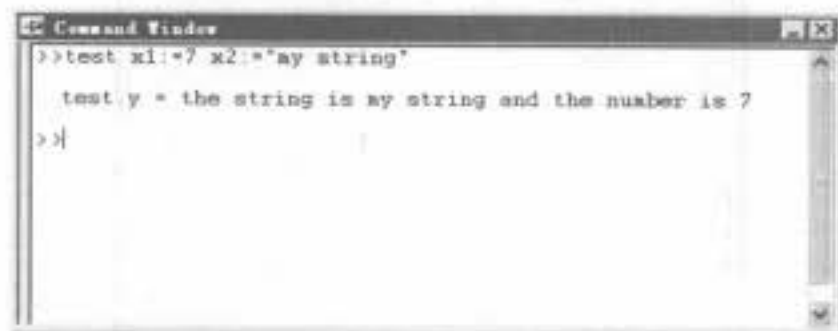 Command Window
>>test x1:=7 x2:="my string"
test.y = the string is my string and the number is 7
>>